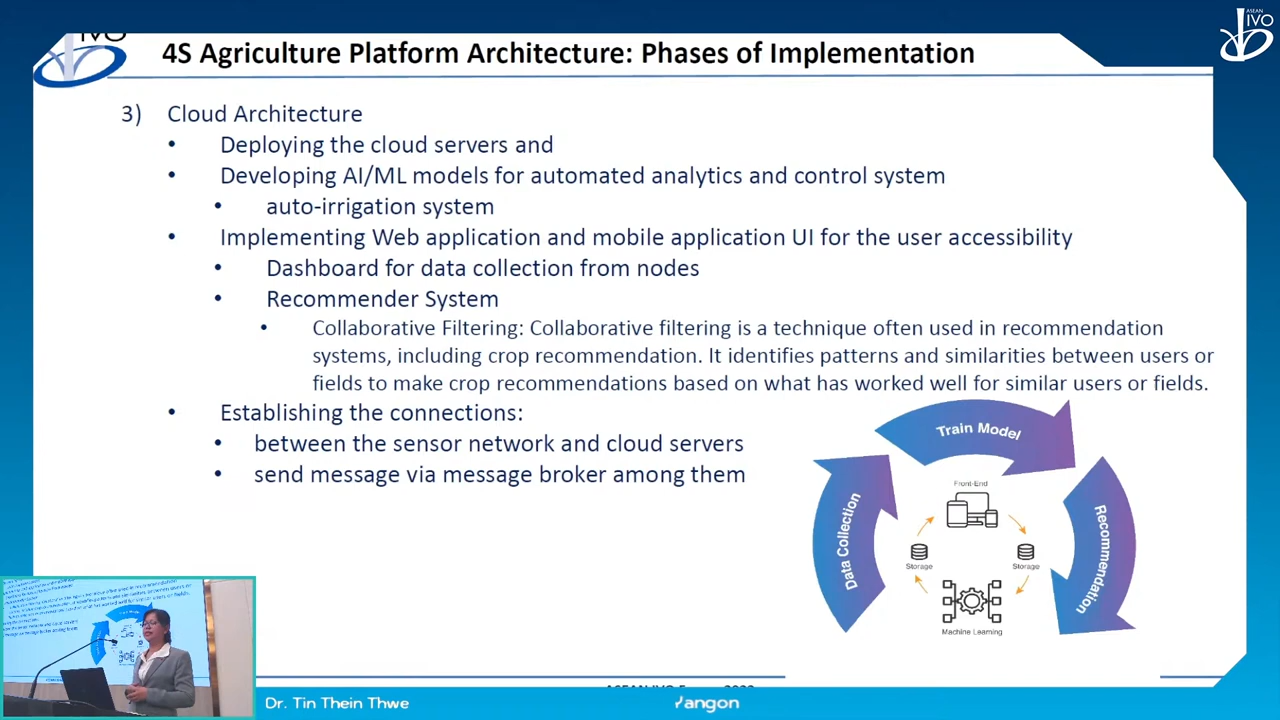 ASEAN
IVO
IVO
4S Agriculture Platform Architecture: Phases of Implementation
3) Cloud Architecture
• Deploying the cloud servers and
• Developing AI/ML models for automated analytics and control system
• auto-irrigation system
• Implementing Web application and mobile application UI for the user accessibility
• Dashboard for data collection from nodes
• Recommender System
• Collaborative Filtering: Collaborative filtering is a technique often used in recommendation
systems, including crop recommendation. It identifies patterns and similarities between users or
fields to make crop recommendations based on what has worked well for similar users or fields.
• Establishing the connections:
• between the sensor network and cloud servers
• send message via message broker among them
Train Model
Data Collection
Recommendation
Front-End
Storage
Storage
Machine Learning
Dr. Tin Thein Thwe